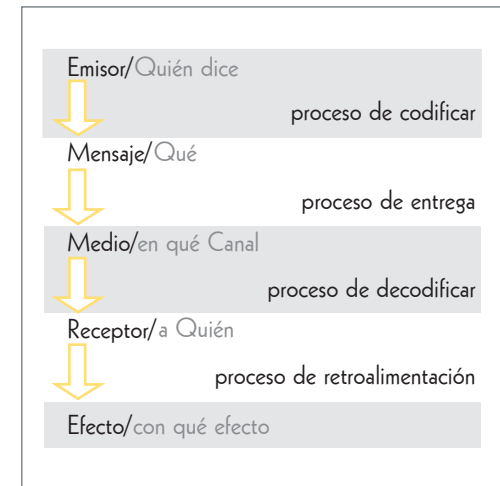 Emisor/Quién dice
proceso de codificar
Mensaje/Qué
proceso de entrega
Medio/en qué Canal
proceso de decodificar
Receptor/a Quién
proceso de retroalimentación
Efecto/con qué efecto